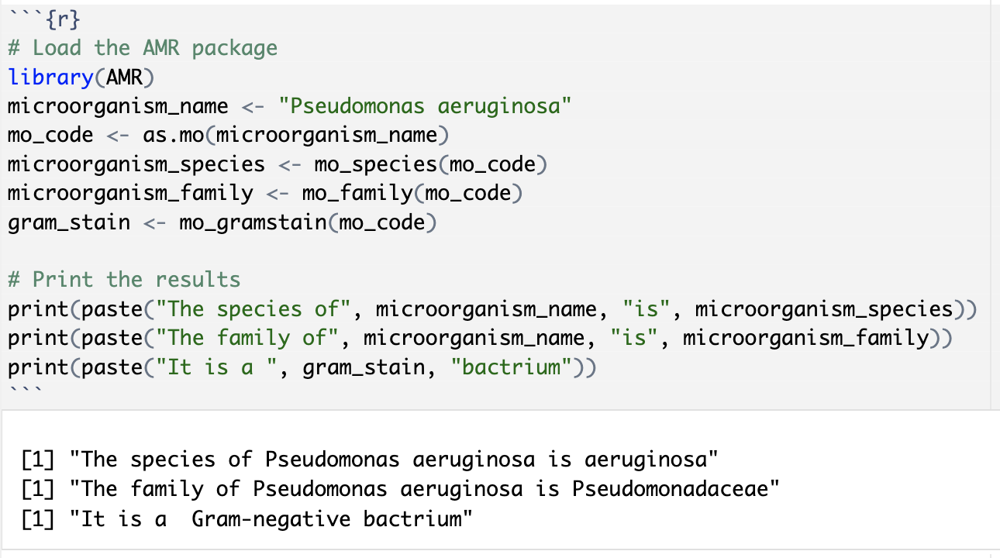 ```{r}
# Load the AMR package
library(AMR)
microorganism_name <- "Pseudomonas aeruginosa"
mo_code <- as.mo(microorganism_name)
microorganism_species <- mo_species(mo_code)
microorganism_family <- mo_family(mo_code)
gram_stain <- mo_gramstain(mo_code)

# Print the results
print(paste("The species of", microorganism_name, "is", microorganism_species))
print(paste("The family of", microorganism_name, "is", microorganism_family))
print(paste("It is a ", gram_stain, "bactrium"))
```

[1] "The species of Pseudomonas aeruginosa is aeruginosa"
[1] "The family of Pseudomonas aeruginosa is Pseudomonadaceae"
[1] "It is a  Gram-negative bactrium"